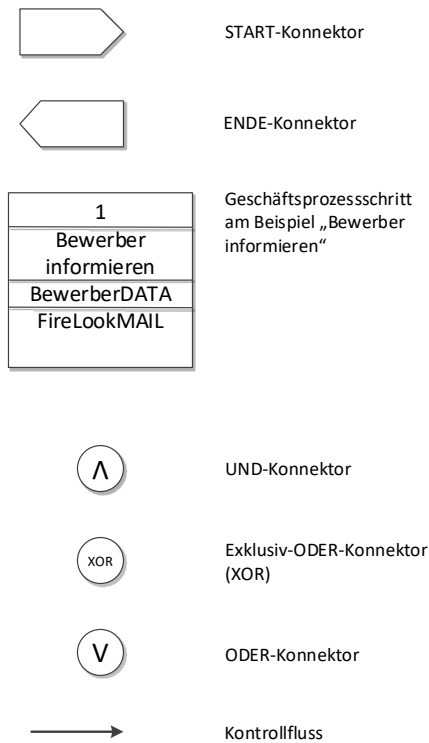 START-Konnektor
ENDE-Konnektor
1
Bewerber
informieren
BewerberDATA
FireLookMAIL
Geschäftsprozessschritt
am Beispiel „Bewerber
informieren“
Λ
UND-Konnektor
XOR
Exklusiv-ODER-Konnektor
(XOR)
V
ODER-Konnektor
Kontrollfluss